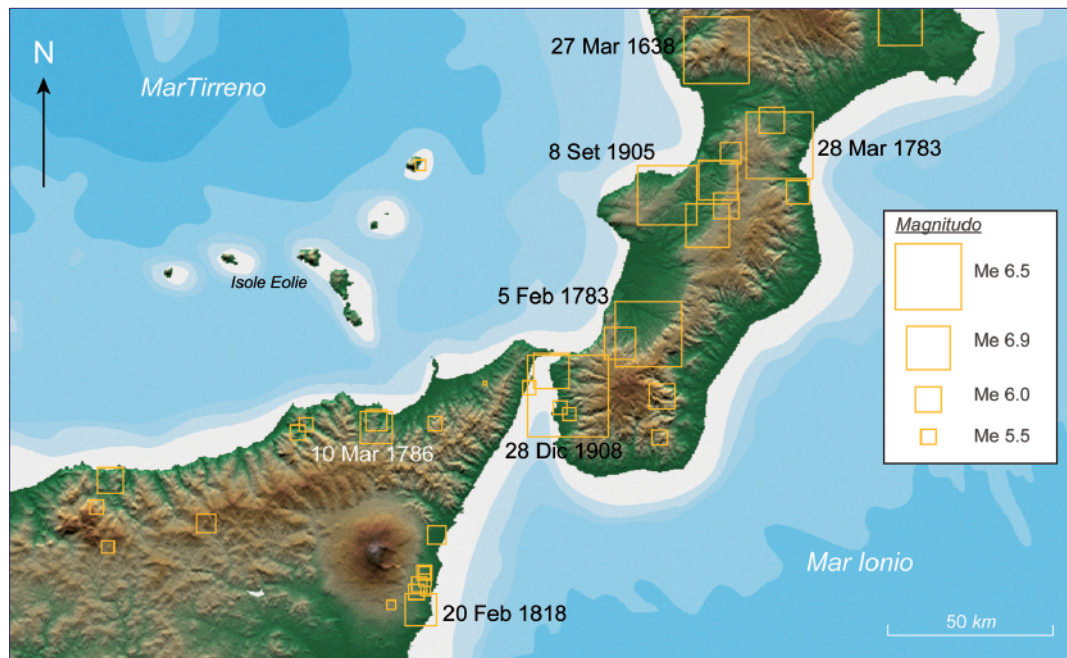 N
MarTirreno
27 Mar 1638
8 Set 1905
28 Mar 1783
Isole Eolie
5 Feb 1783
Magnitudo
Me 6.5
Me 6.9
Me 6.0
Me 5.5
10 Mar 1786
28 Dic 1908
20 Feb 1818
Mar Ionio
50 km